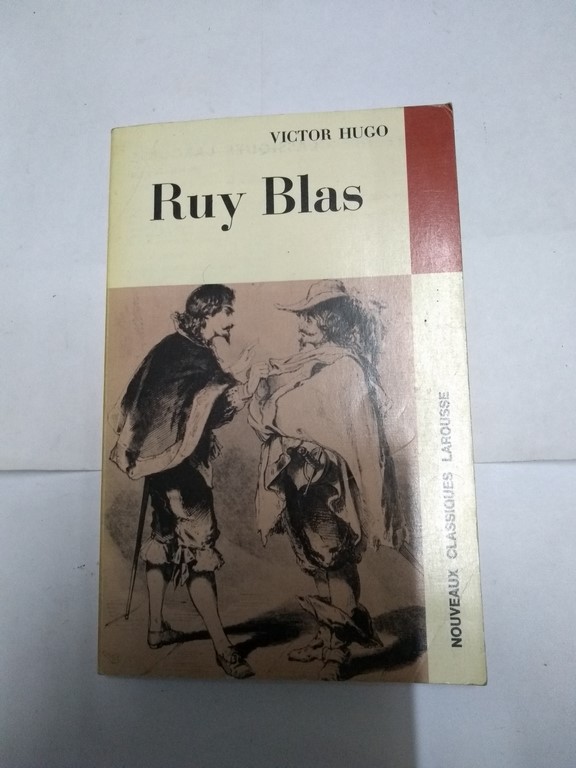 VICTOR HUGO
Ruy Blas
NOUVEAUX CLASSIQUES LAROUSSE